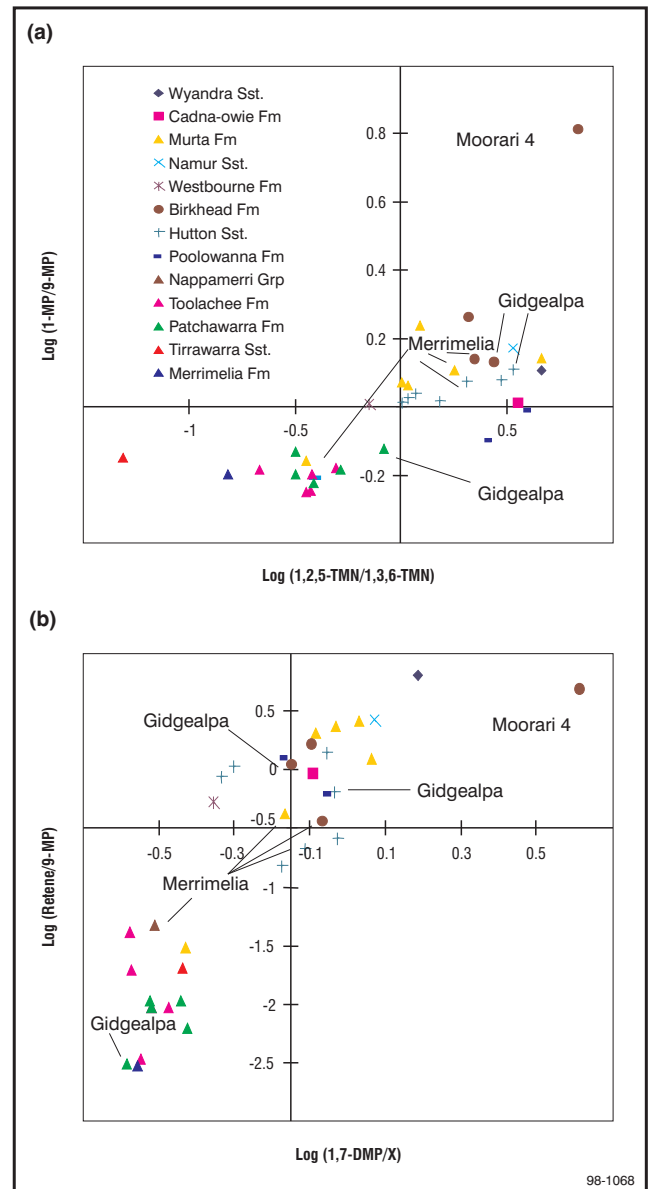 (a)
Wyandra Sst.
Cadna-owie Fm
Murta Fm
Namur Sst.
Westbourne Fm
Birkhead Fm
Hutton Sst.
Poolowanna Fm
Nappamerri Grp
Toolachee Fm
Patchawarra Fm
Tirrawarra Sst.
Merrimelia Fm
0.8
Moorari 4
0.6
0.4
Gidgealpa
0.2
Merrimelia
-1
-0.5
0.5
-0.2
Gidgealpa
Log (1-MP/9-MP)
Log (1,2,5-TMN/1,3,6-TMN)
(b)
0.5
Gidgealpa
Moorari 4
0
Gidgealpa
-0.5
-0.5
-0.3
-0.1
0.1
0.3
0.5
Merrimelia
-1
-1.5
-2
Gidgealpa
-2.5
Log (Retene/9-MP)
Log (1,7-DMP/X)
98-1068